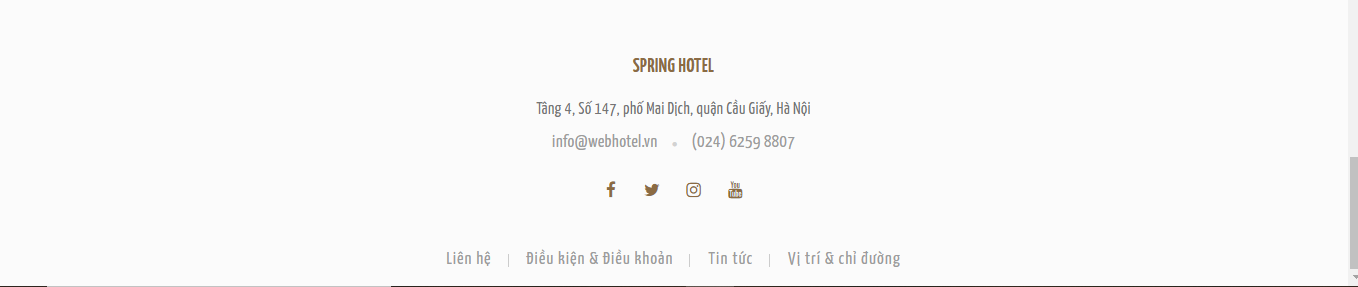 SPRING HOTEL
Tầng 4, Số 147, phố Mai Dịch, quận Cầu Giấy, Hà Nội
info@webhotel.vn • (024) 6259 8807
You Tube
Liên hệ | Điều kiện & Điều khoản | Tin tức | Vị trí & chỉ đường